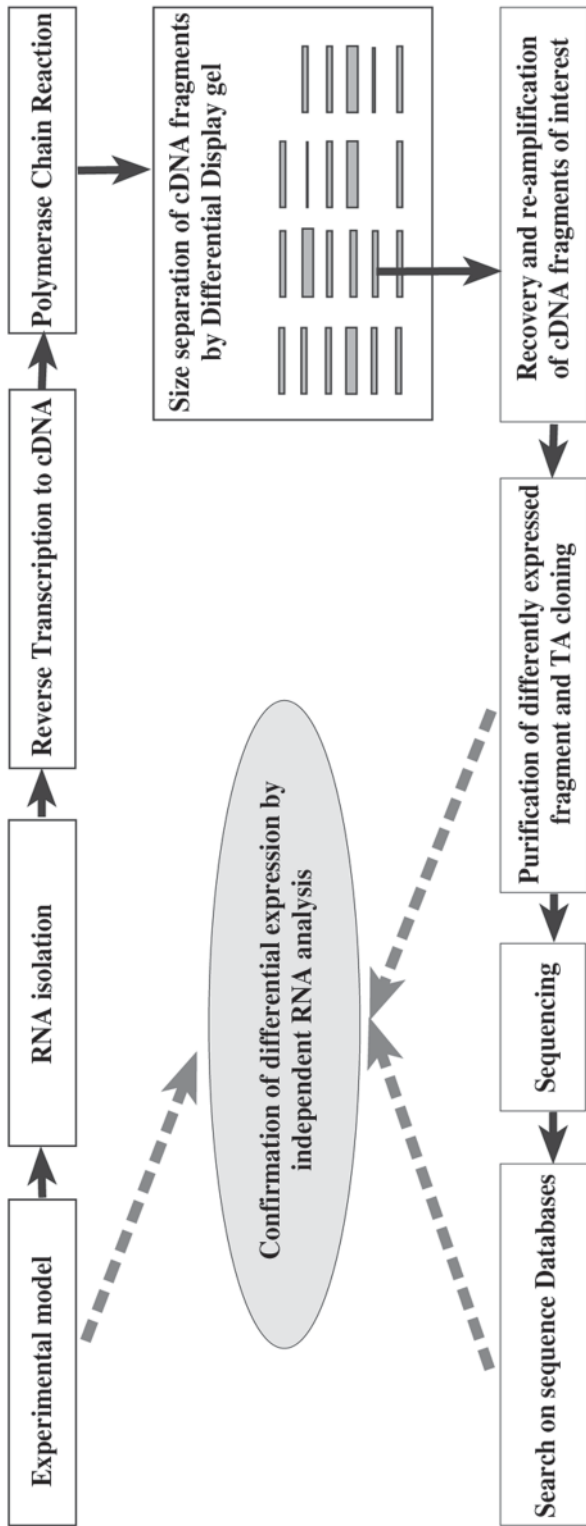 Experimental model
RNA isolation
Reverse Transcription to cDNA
Polymerase Chain Reaction
Size separation of cDNA fragments
by Differential Display gel
Recovery and re-amplification
of cDNA fragments of interest
Purification of differently expressed
fragment and TA cloning
Sequencing
Search on sequence Databases
Confirmation of differential expression by
independent RNA analysis